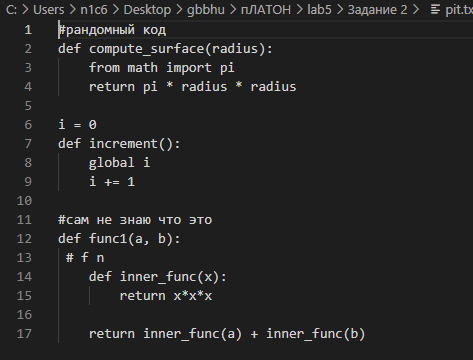 C: > Users > n1c6 > Desktop > gbbhu > пЛАТОН > lab5 > Задание 2 > pit.tx
1 #рандомный код
2 def compute_surface(radius):
3     from math import pi
4     return pi * radius * radius
5
6 i = 0
7 def increment():
8     global i
9     i += 1
10
11 #сам не знаю что это
12 def func1(a, b):
13  # f n
14     def inner_func(x):
15         return x*x*x
16
17     return inner_func(a) + inner_func(b)